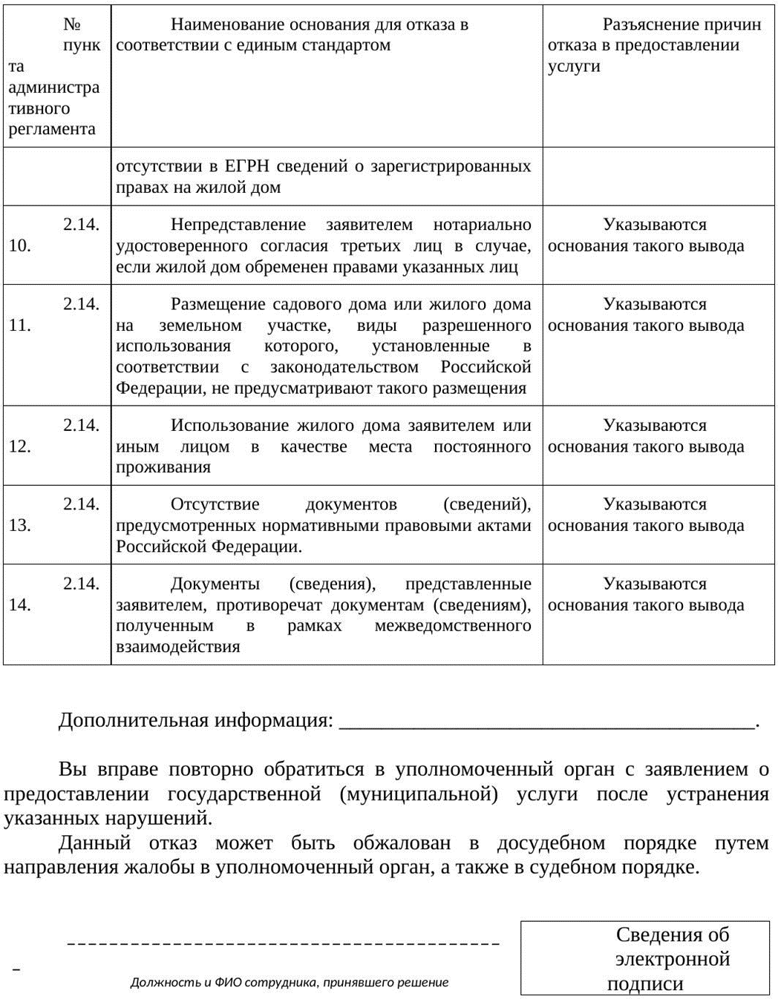 №
пунк
та
администра
тивного
регламента
Наименование основания для отказа в
соответствии с единым стандартом
Разъяснение причин
отказа в предоставлении
услуги
отсутствии в ЕГРН сведений о зарегистрированных
правах на жилой дом
2.14.
10.
Непредставление заявителем нотариально
удостоверенного согласия третьих лиц в случае,
если жилой дом обременен правами указанных лиц
Указываются
основания такого вывода
2.14.
11.
Размещение садового дома или жилого дома
на земельном участке, виды разрешенного
использования которого, установленные в
соответствии с законодательством Российской
Федерации, не предусматривают такого размещения
Указываются
основания такого вывода
2.14.
12.
Использование жилого дома заявителем или
иным лицом в качестве места постоянного
проживания
Указываются
основания такого вывода
2.14.
13.
Отсутствие документов (сведений),
предусмотренных нормативными правовыми актами
Российской Федерации.
Указываются
основания такого вывода
2.14.
14.
Документы (сведения), представленные
заявителем, противоречат документам (сведениям),
полученным в рамках межведомственного
взаимодействия
Указываются
основания такого вывода
Дополнительная информация: ________________________________________.
Вы вправе повторно обратиться в уполномоченный орган с заявлением о
предоставлении государственной (муниципальной) услуги после устранения
указанных нарушений.
Данный отказ может быть обжалован в досудебном порядке путем
направления жалобы в уполномоченный орган, а также в судебном порядке.
Должность и ФИО сотрудника, принявшего решение
Сведения об
электронной
подписи